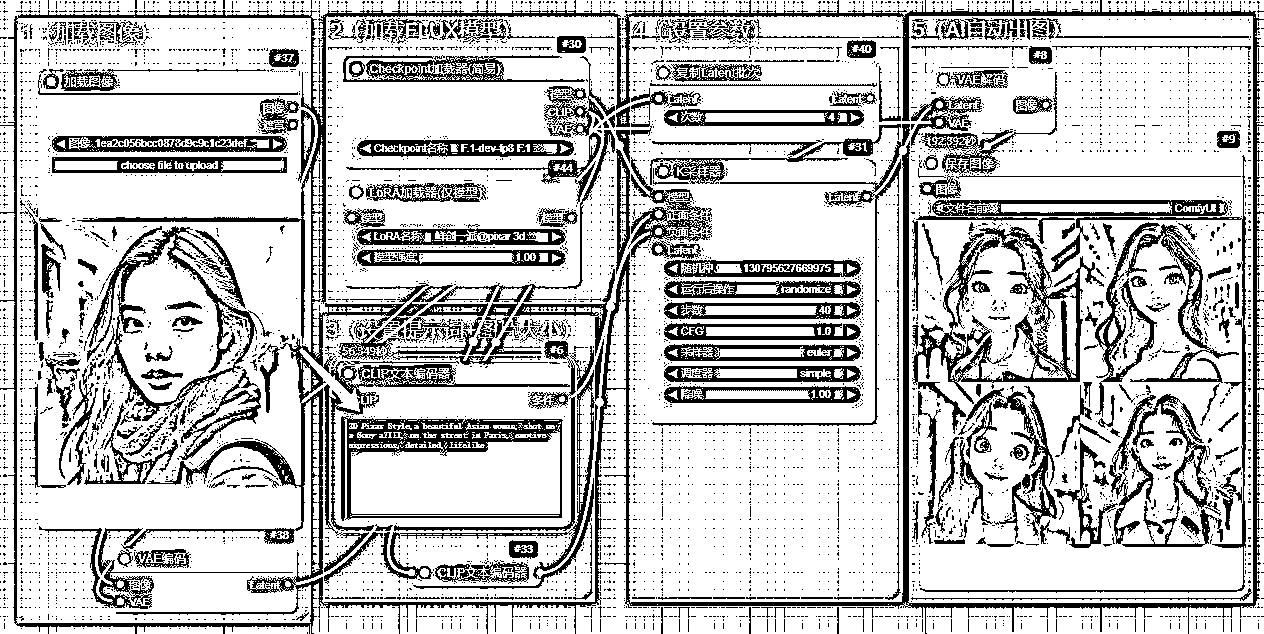 1（加载图像）
#37
加载图像
图像
遮罩
图像
choose file to upload
#38
VAE编码
图像
Latent
VAE
2（加载FLUX模型）
#30
Checkpoint加载器(简易)
模型
CLIP
VAE
Checkpoint名称
#44
LoRA加载器(仅模型)
模型
模型
LoRA名称
模型强度 1.00
3（设置提示词 图片大小）
#6
CLIP文本编码器
CLIP
条件
3D Pixar Style, a beautiful Asian woman, shot on
a Sony a7III, on the street in Paris, emotive
expressions, detailed, lifelike
#33
CLIP文本编码器
4（设置参数）
#40
复制Latent批次
Latent Latent
次数 4
#31
K采样器
模型 Latent
正面条件
负面条件
Latent
随机种 130795627669975
运行后操作 randomize
步数 40
CFG 1.0
采样器 euler
调度器 simple
降噪 1.00
5（AI自动出图）
#8
VAE解码
Latent 图像
VAE
#9
保存图像
图像
文件名前缀 ComfyUI